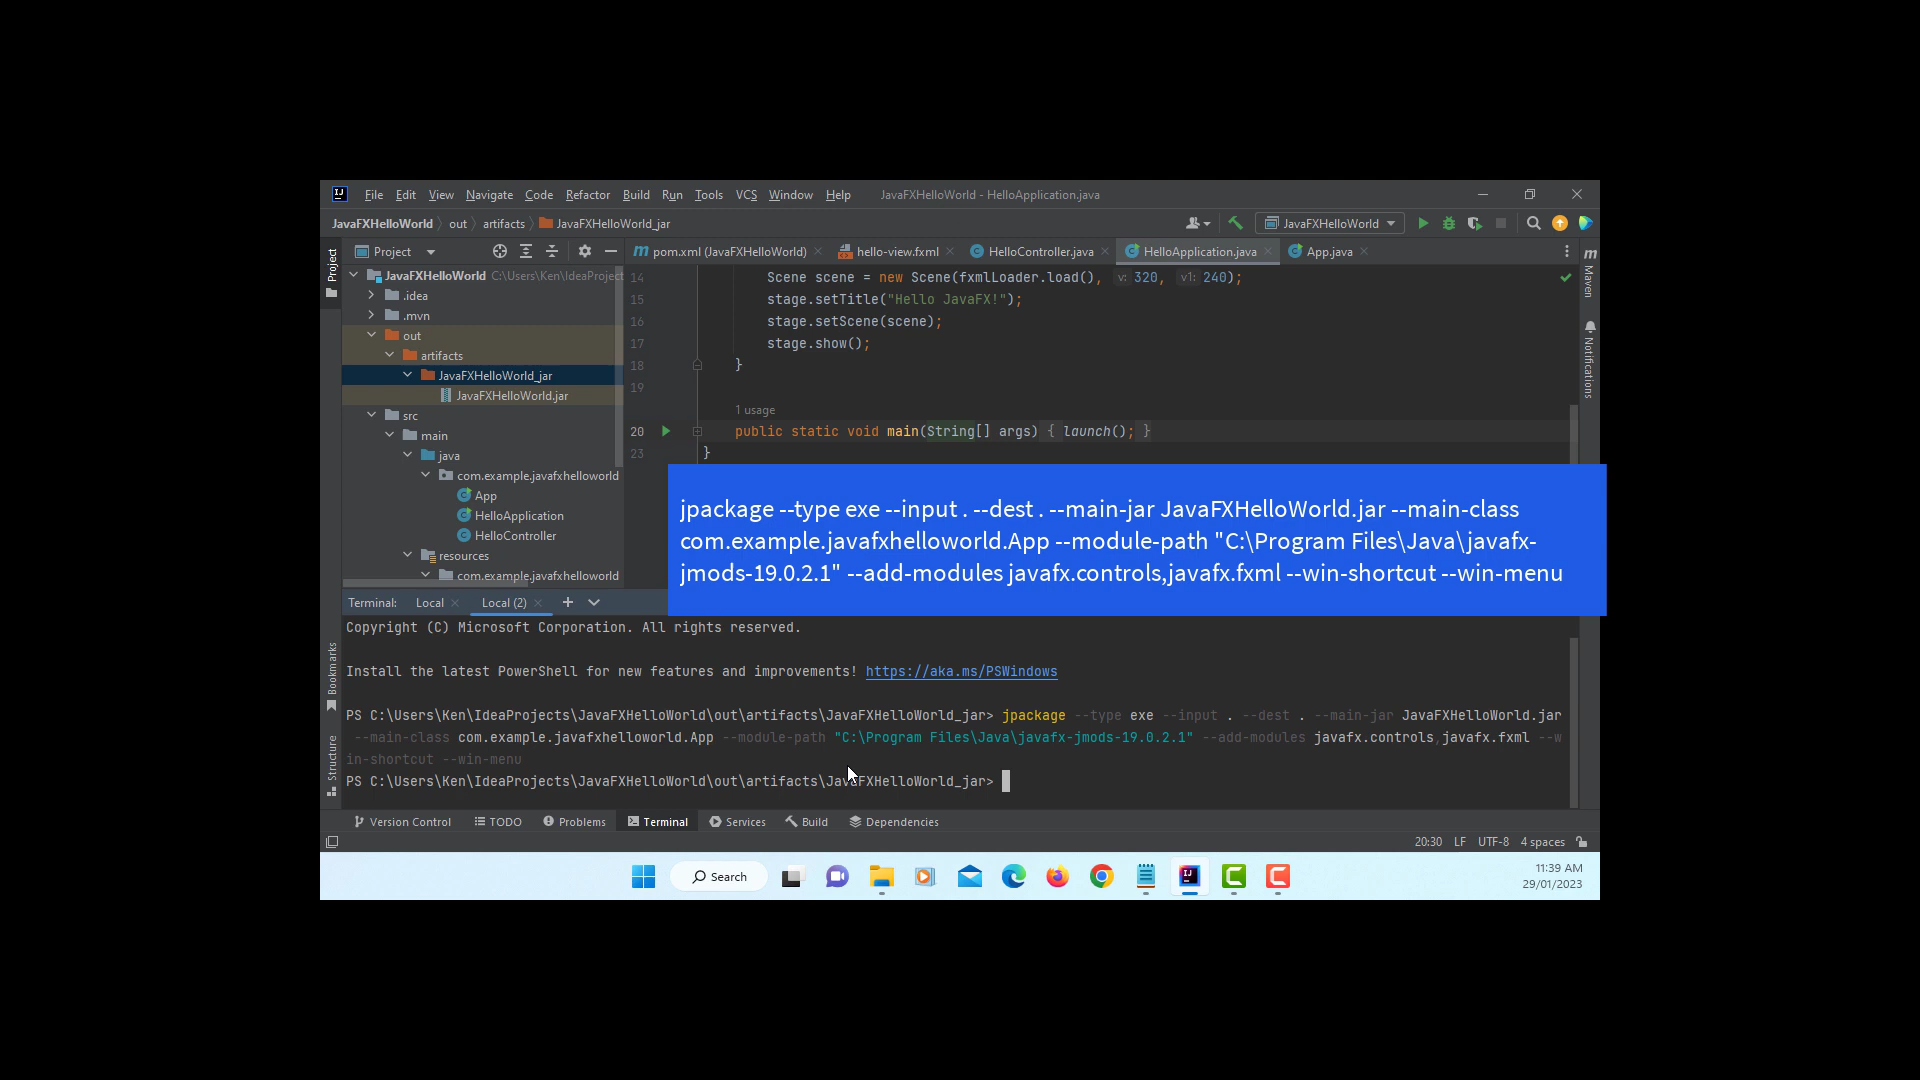 File Edit View Navigate Code Refactor Build Run Tools VCS Window Help JavaFXHelloWorld - HelloApplication.java
JavaFXHelloWorld out artifacts JavaFXHelloWorld_jar JavaFXHelloWorld
Project pom.xml (JavaFXHelloWorld) hello-view.fxml HelloController.java HelloApplication.java App.java
Project
Maven
Notifications
Bookmarks
Structure
JavaFXHelloWorld C:\Users\Ken\IdeaProject
.idea
.mvn
out
artifacts
JavaFXHelloWorld_jar
JavaFXHelloWorld.jar
src
main
java
com.example.javafxhelloworld
App
HelloApplication
HelloController
resources
com.example.javafxhelloworld
14 Scene scene = new Scene(fxmlLoader.load(), v: 320, v1: 240);
15 stage.setTitle("Hello JavaFX!");
16 stage.setScene(scene);
17 stage.show();
18 }
19
1 usage
20 public static void main(String[] args) { launch(); }
23 }
jpackage --type exe --input . --dest . --main-jar JavaFXHelloWorld.jar --main-class
com.example.javafxhelloworld.App --module-path "C:\Program Files\Java\javafx-
jmods-19.0.2.1" --add-modules javafx.controls,javafx.fxml --win-shortcut --win-menu
Terminal: Local Local (2)
Copyright (C) Microsoft Corporation. All rights reserved.
Install the latest PowerShell for new features and improvements! https://aka.ms/PSWindows
PS C:\Users\Ken\IdeaProjects\JavaFXHelloWorld\out\artifacts\JavaFXHelloWorld_jar> jpackage --type exe --input . --dest . --main-jar JavaFXHelloWorld.jar
--main-class com.example.javafxhelloworld.App --module-path "C:\Program Files\Java\javafx-jmods-19.0.2.1" --add-modules javafx.controls,javafx.fxml --w
in-shortcut --win-menu
PS C:\Users\Ken\IdeaProjects\JavaFXHelloWorld\out\artifacts\JavaFXHelloWorld_jar>
Version Control TODO Problems Terminal Services Build Dependencies
20:30 LF UTF-8 4 spaces
Search
11:39 AM
29/01/2023